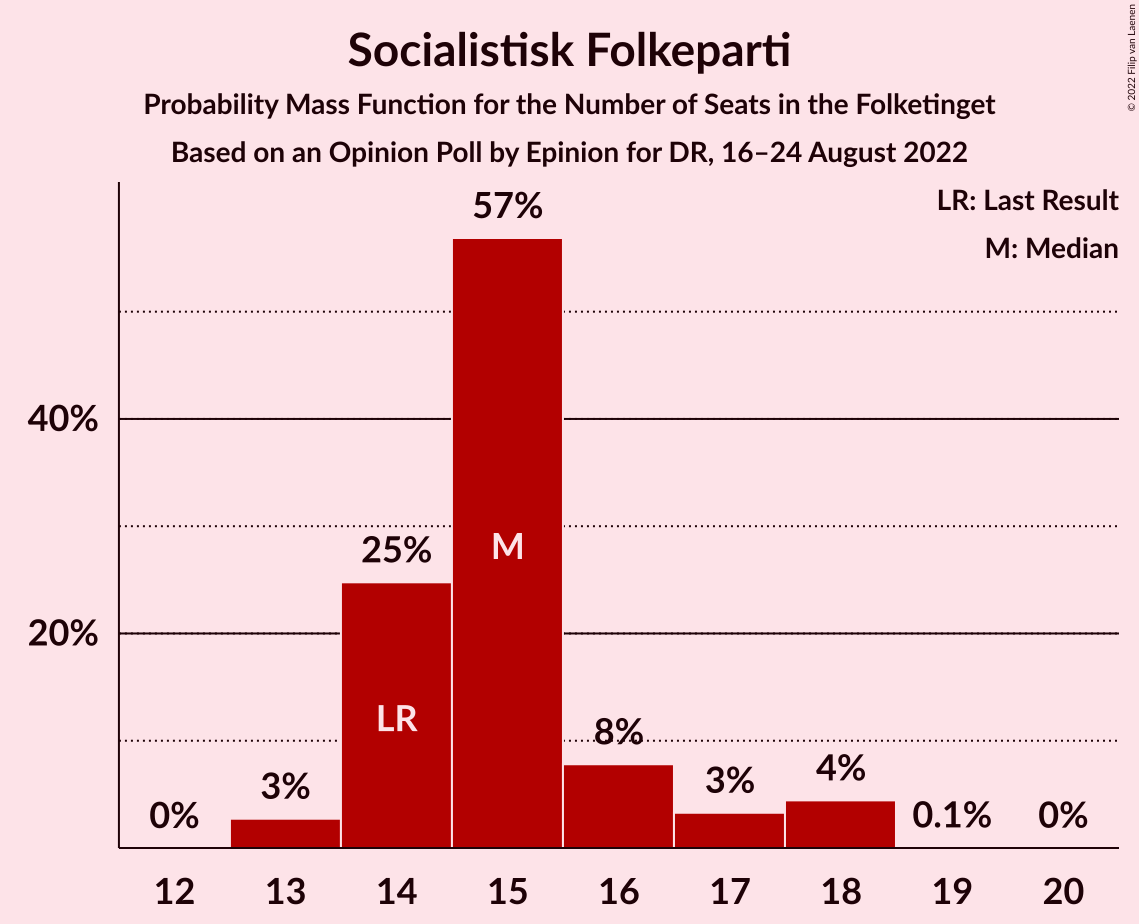 Socialistisk Folkeparti
Probability Mass Function for the Number of Seats in the Folketinget
Based on an Opinion Poll by Epinion for DR, 16–24 August 2022
© 2022 Filip van Laenen
LR: Last Result
M: Median
57%
40%
25%
M
20%
LR
8%
3%
3%
4%
0%
0.1%
0%
12 13 14 15 16 17 18 19 20